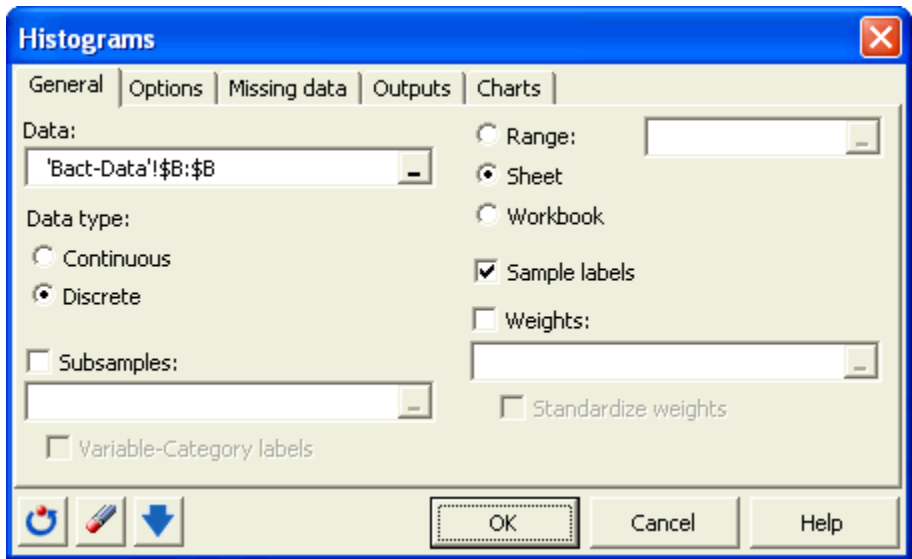 Histograms
General Options Missing data Outputs Charts
Data:
'Bact-Data'!$B:$B
Data type:
Continuous
Discrete
Subsamples:
Variable-Category labels
Range:
Sheet
Workbook
Sample labels
Weights:
Standardize weights
OK Cancel Help